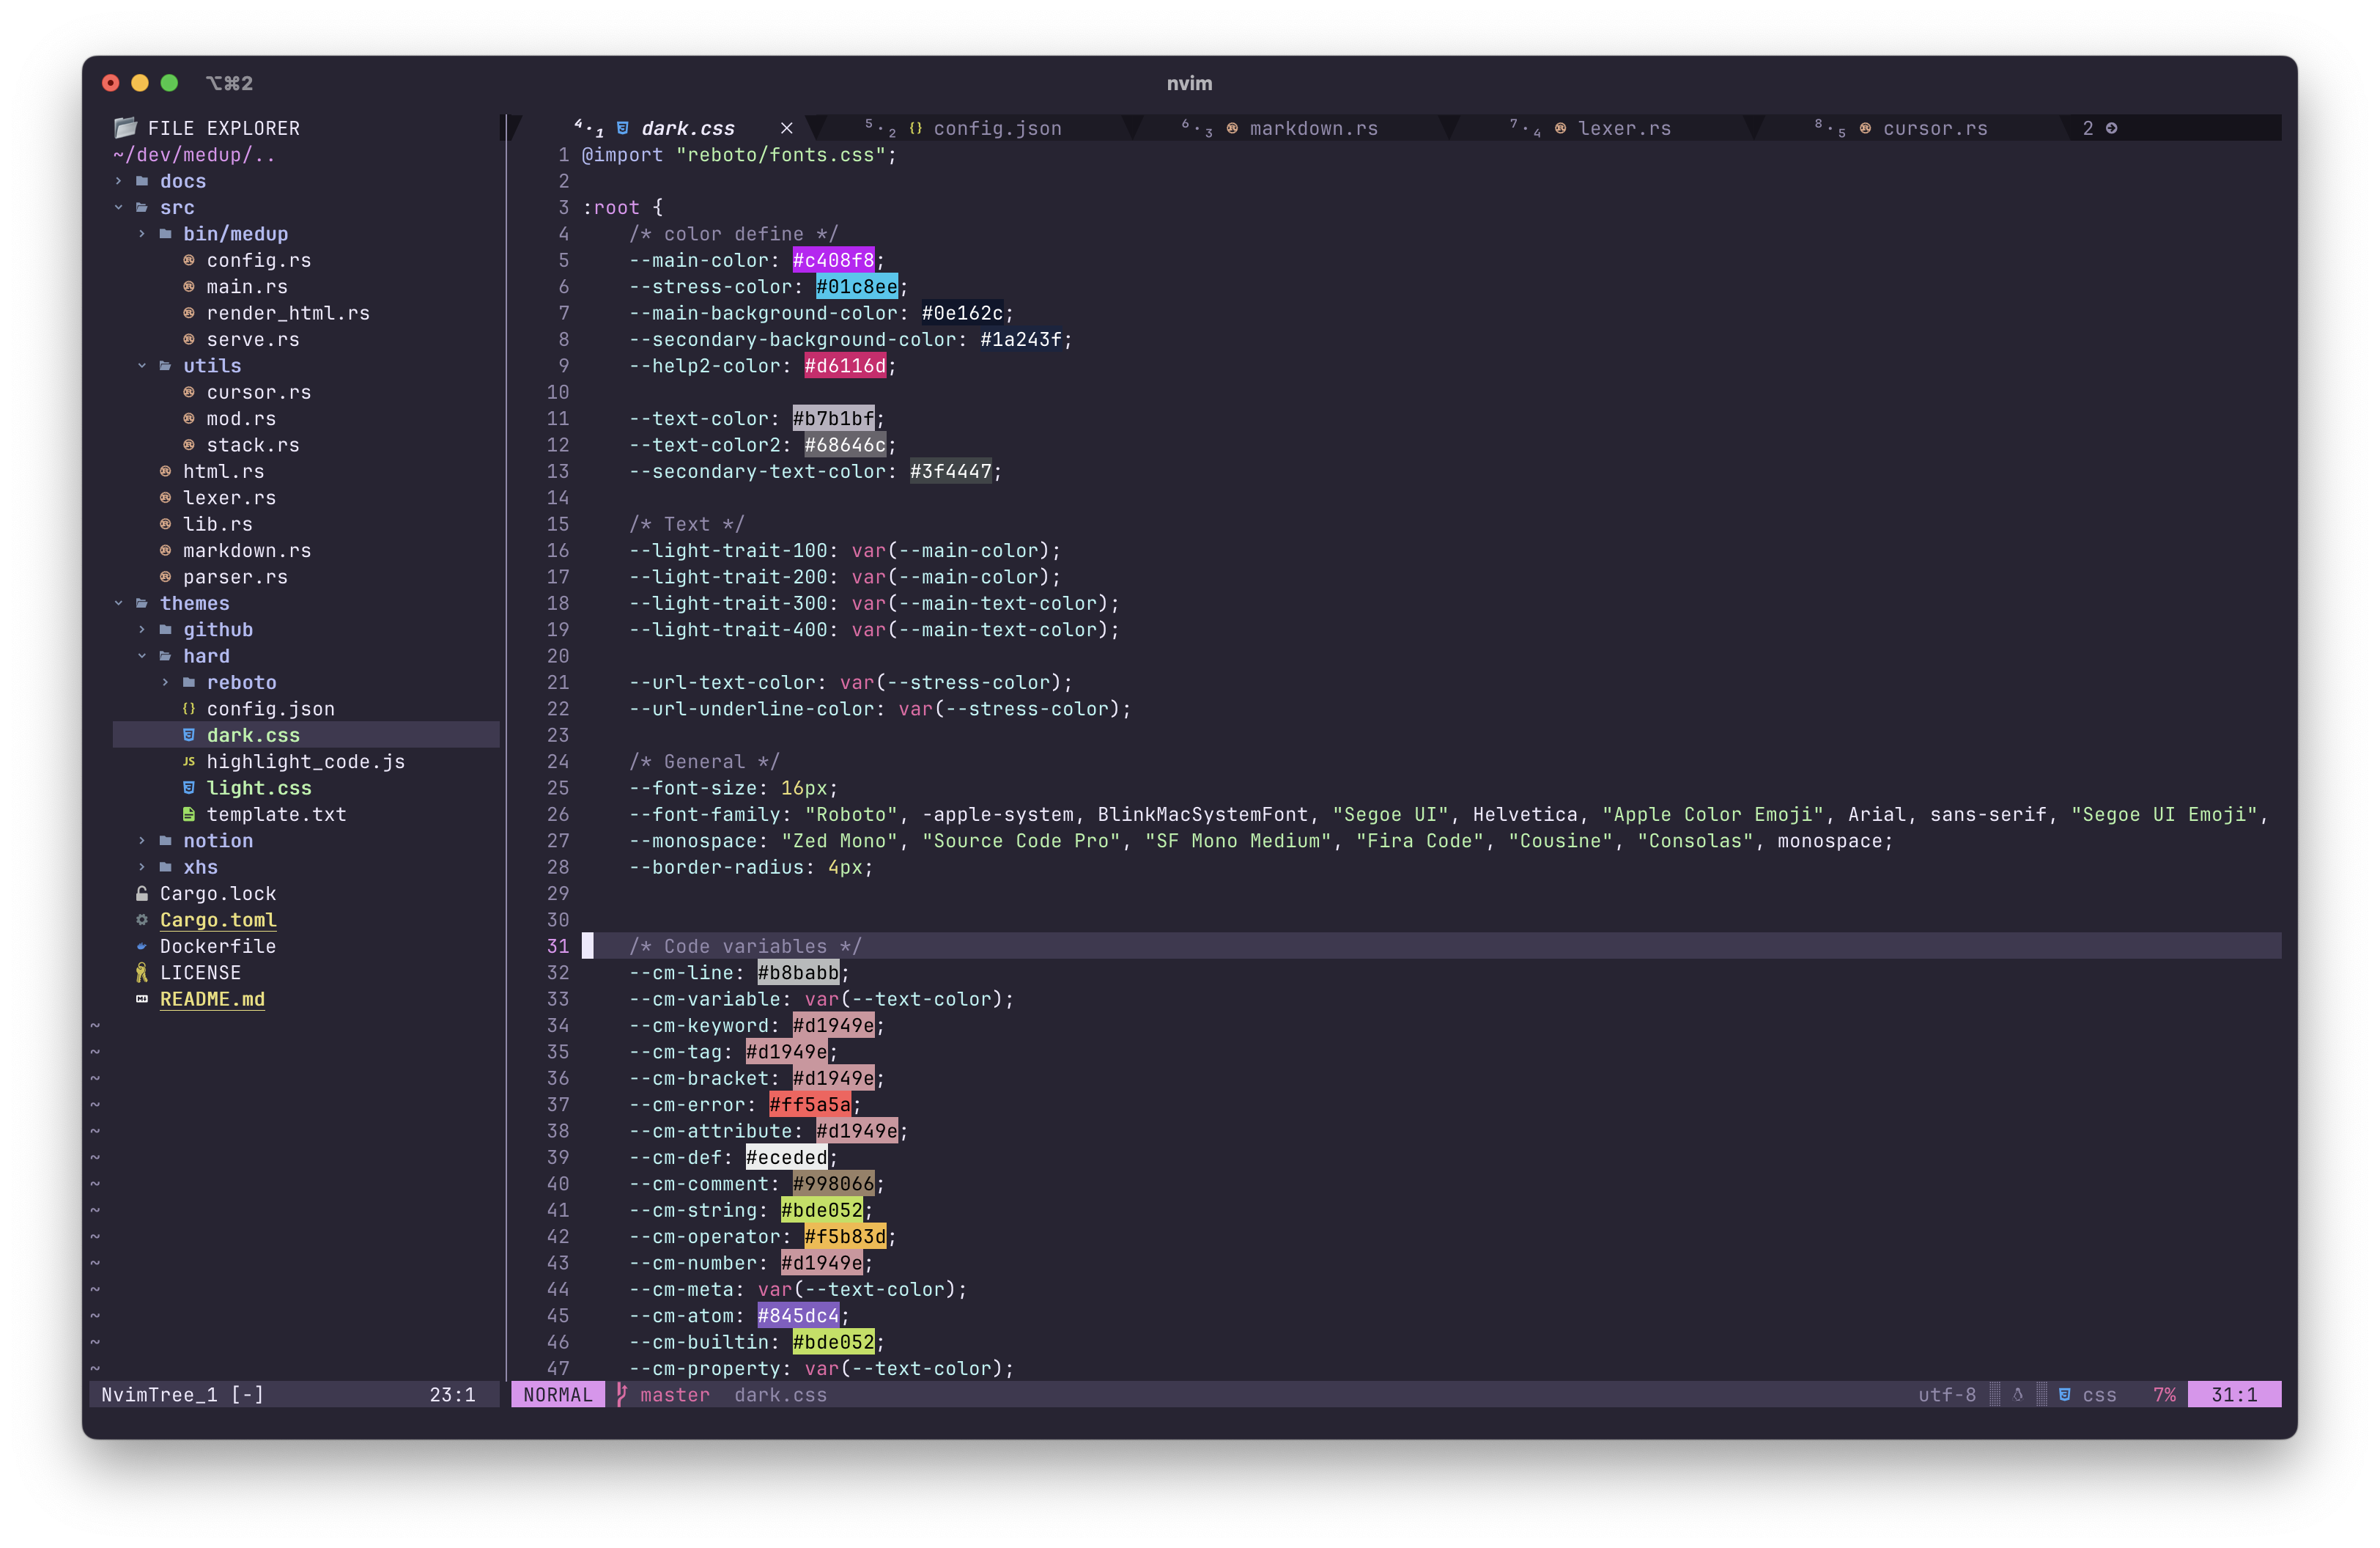 ⌥⌘2
nvim
FILE EXPLORER
~/dev/medup/..
docs
src
bin/medup
config.rs
main.rs
render_html.rs
serve.rs
utils
cursor.rs
mod.rs
stack.rs
html.rs
lexer.rs
lib.rs
markdown.rs
parser.rs
themes
github
hard
reboto
config.json
dark.css
JS highlight_code.js
light.css
template.txt
notion
xhs
Cargo.lock
Cargo.toml
Dockerfile
LICENSE
README.md
~
~
~
~
~
~
~
~
~
~
~
~
~
~
NvimTree_1 [-] 23:1
⁴·₁ dark.css × ⁵·₂ {} config.json ⁶·₃ markdown.rs ⁷·₄ lexer.rs ⁸·₅ cursor.rs 2
1 @import "reboto/fonts.css";
2
3 :root {
4 /* color define */
5 --main-color: #c408f8;
6 --stress-color: #01c8ee;
7 --main-background-color: #0e162c;
8 --secondary-background-color: #1a243f;
9 --help2-color: #d6116d;
10
11 --text-color: #b7b1bf;
12 --text-color2: #68646c;
13 --secondary-text-color: #3f4447;
14
15 /* Text */
16 --light-trait-100: var(--main-color);
17 --light-trait-200: var(--main-color);
18 --light-trait-300: var(--main-text-color);
19 --light-trait-400: var(--main-text-color);
20
21 --url-text-color: var(--stress-color);
22 --url-underline-color: var(--stress-color);
23
24 /* General */
25 --font-size: 16px;
26 --font-family: "Roboto", -apple-system, BlinkMacSystemFont, "Segoe UI", Helvetica, "Apple Color Emoji", Arial, sans-serif, "Segoe UI Emoji",
27 --monospace: "Zed Mono", "Source Code Pro", "SF Mono Medium", "Fira Code", "Cousine", "Consolas", monospace;
28 --border-radius: 4px;
29
30
31 /* Code variables */
32 --cm-line: #b8babb;
33 --cm-variable: var(--text-color);
34 --cm-keyword: #d1949e;
35 --cm-tag: #d1949e;
36 --cm-bracket: #d1949e;
37 --cm-error: #ff5a5a;
38 --cm-attribute: #d1949e;
39 --cm-def: #eceded;
40 --cm-comment: #998066;
41 --cm-string: #bde052;
42 --cm-operator: #f5b83d;
43 --cm-number: #d1949e;
44 --cm-meta: var(--text-color);
45 --cm-atom: #845dc4;
46 --cm-builtin: #bde052;
47 --cm-property: var(--text-color);
NORMAL master dark.css utf-8 css 7% 31:1